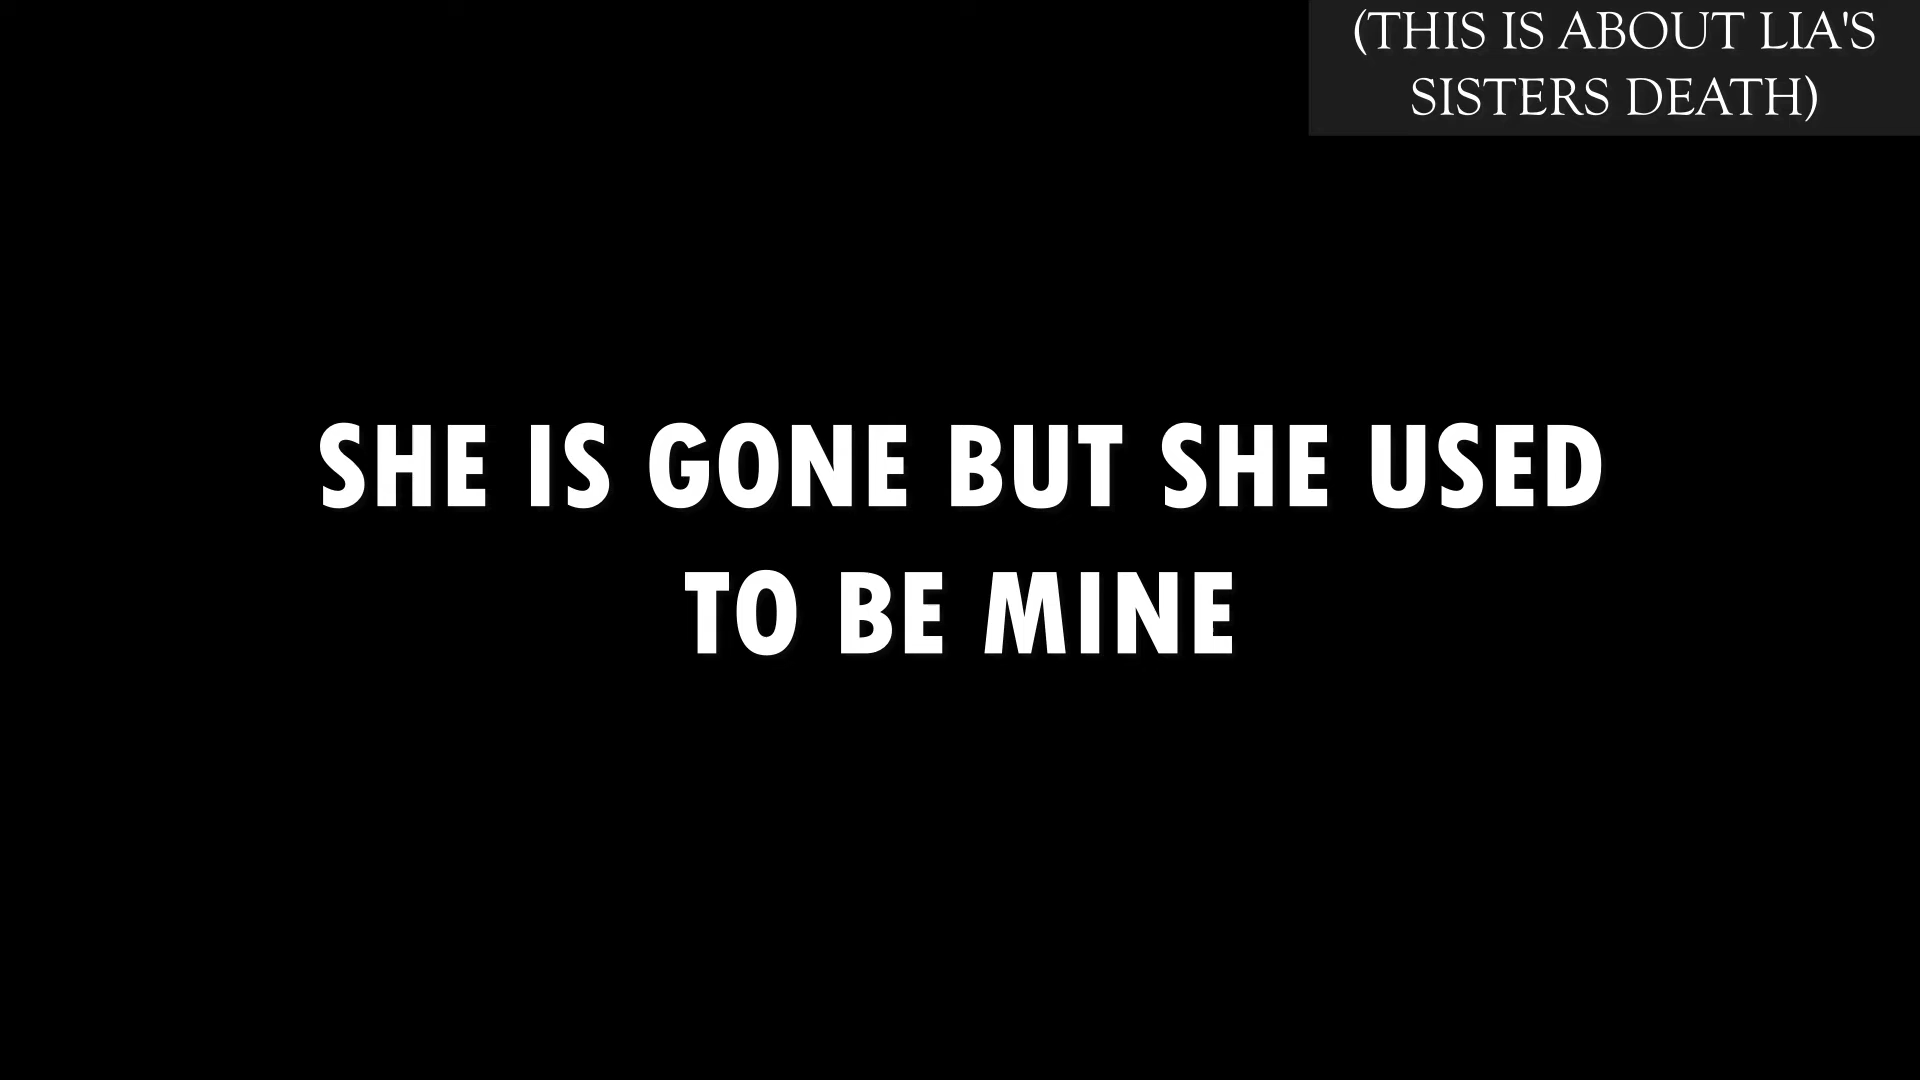 (THIS IS ABOUT LIA'S
SISTERS DEATH)
SHE IS GONE BUT SHE USED
TO BE MINE